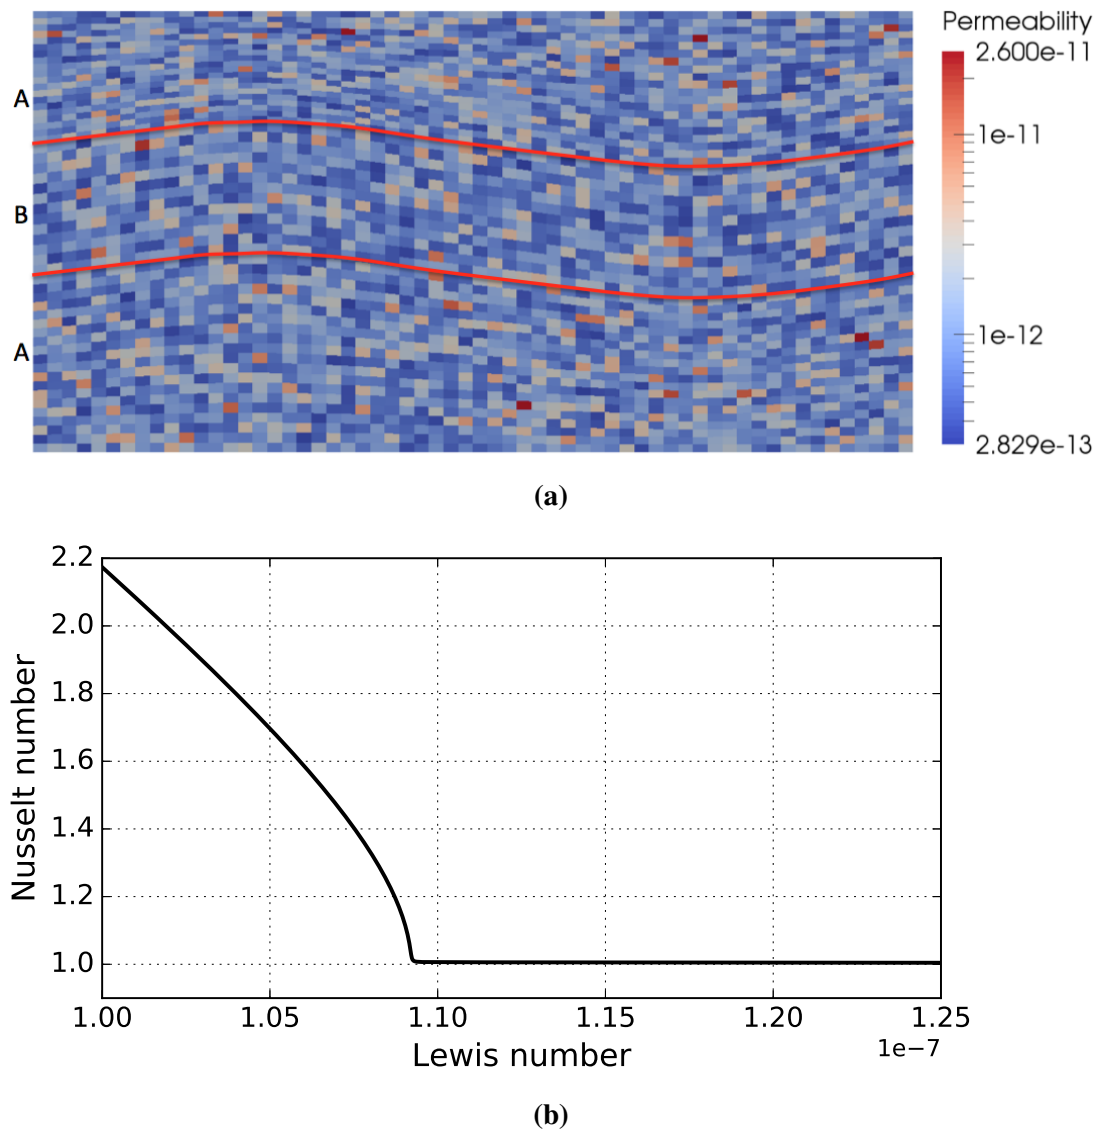 Permeability
2.600e-11
A
1e-11
B
1e-12
A
2.829e-13
(a)
2.2
2.0
1.8
1.6
1.4
1.2
1.0
Nusselt number
1.00 1.05 1.10 1.15 1.20 1.25
1e−7
Lewis number
(b)